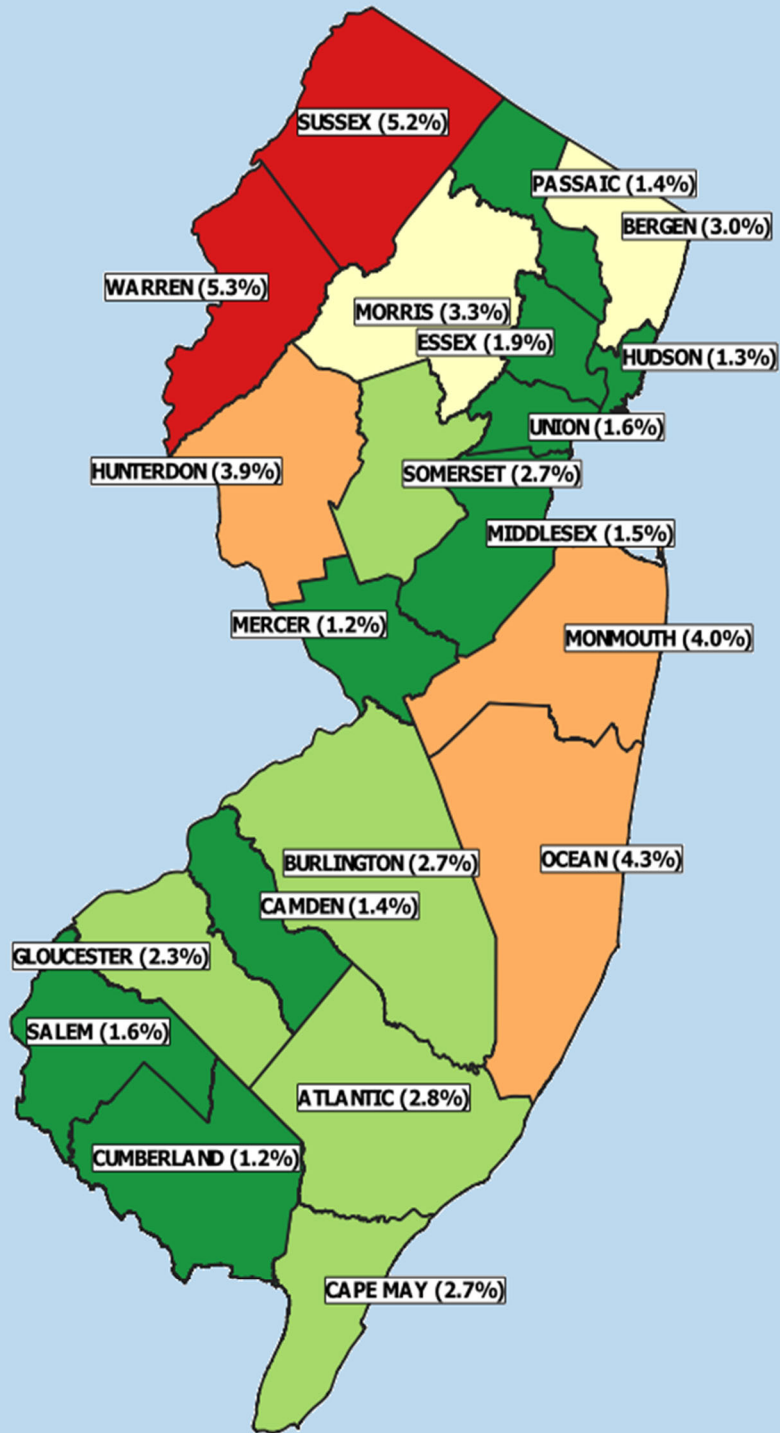 SUSSEX (5.2%)
PASSAIC (1.4%)
BERGEN (3.0%)
WARREN (5.3%)
MORRIS (3.3%)
ESSEX (1.9%)
HUDSON (1.3%)
UNION (1.6%)
HUNTERDON (3.9%)
SOMERSET (2.7%)
MIDDLESEX (1.5%)
MERCER (1.2%)
MONMOUTH (4.0%)
OCEAN (4.3%)
BURLINGTON (2.7%)
CAMDEN (1.4%)
GLOUCESTER (2.3%)
SALEM (1.6%)
ATLANTIC (2.8%)
CUMBERLAND (1.2%)
CAPE MAY (2.7%)